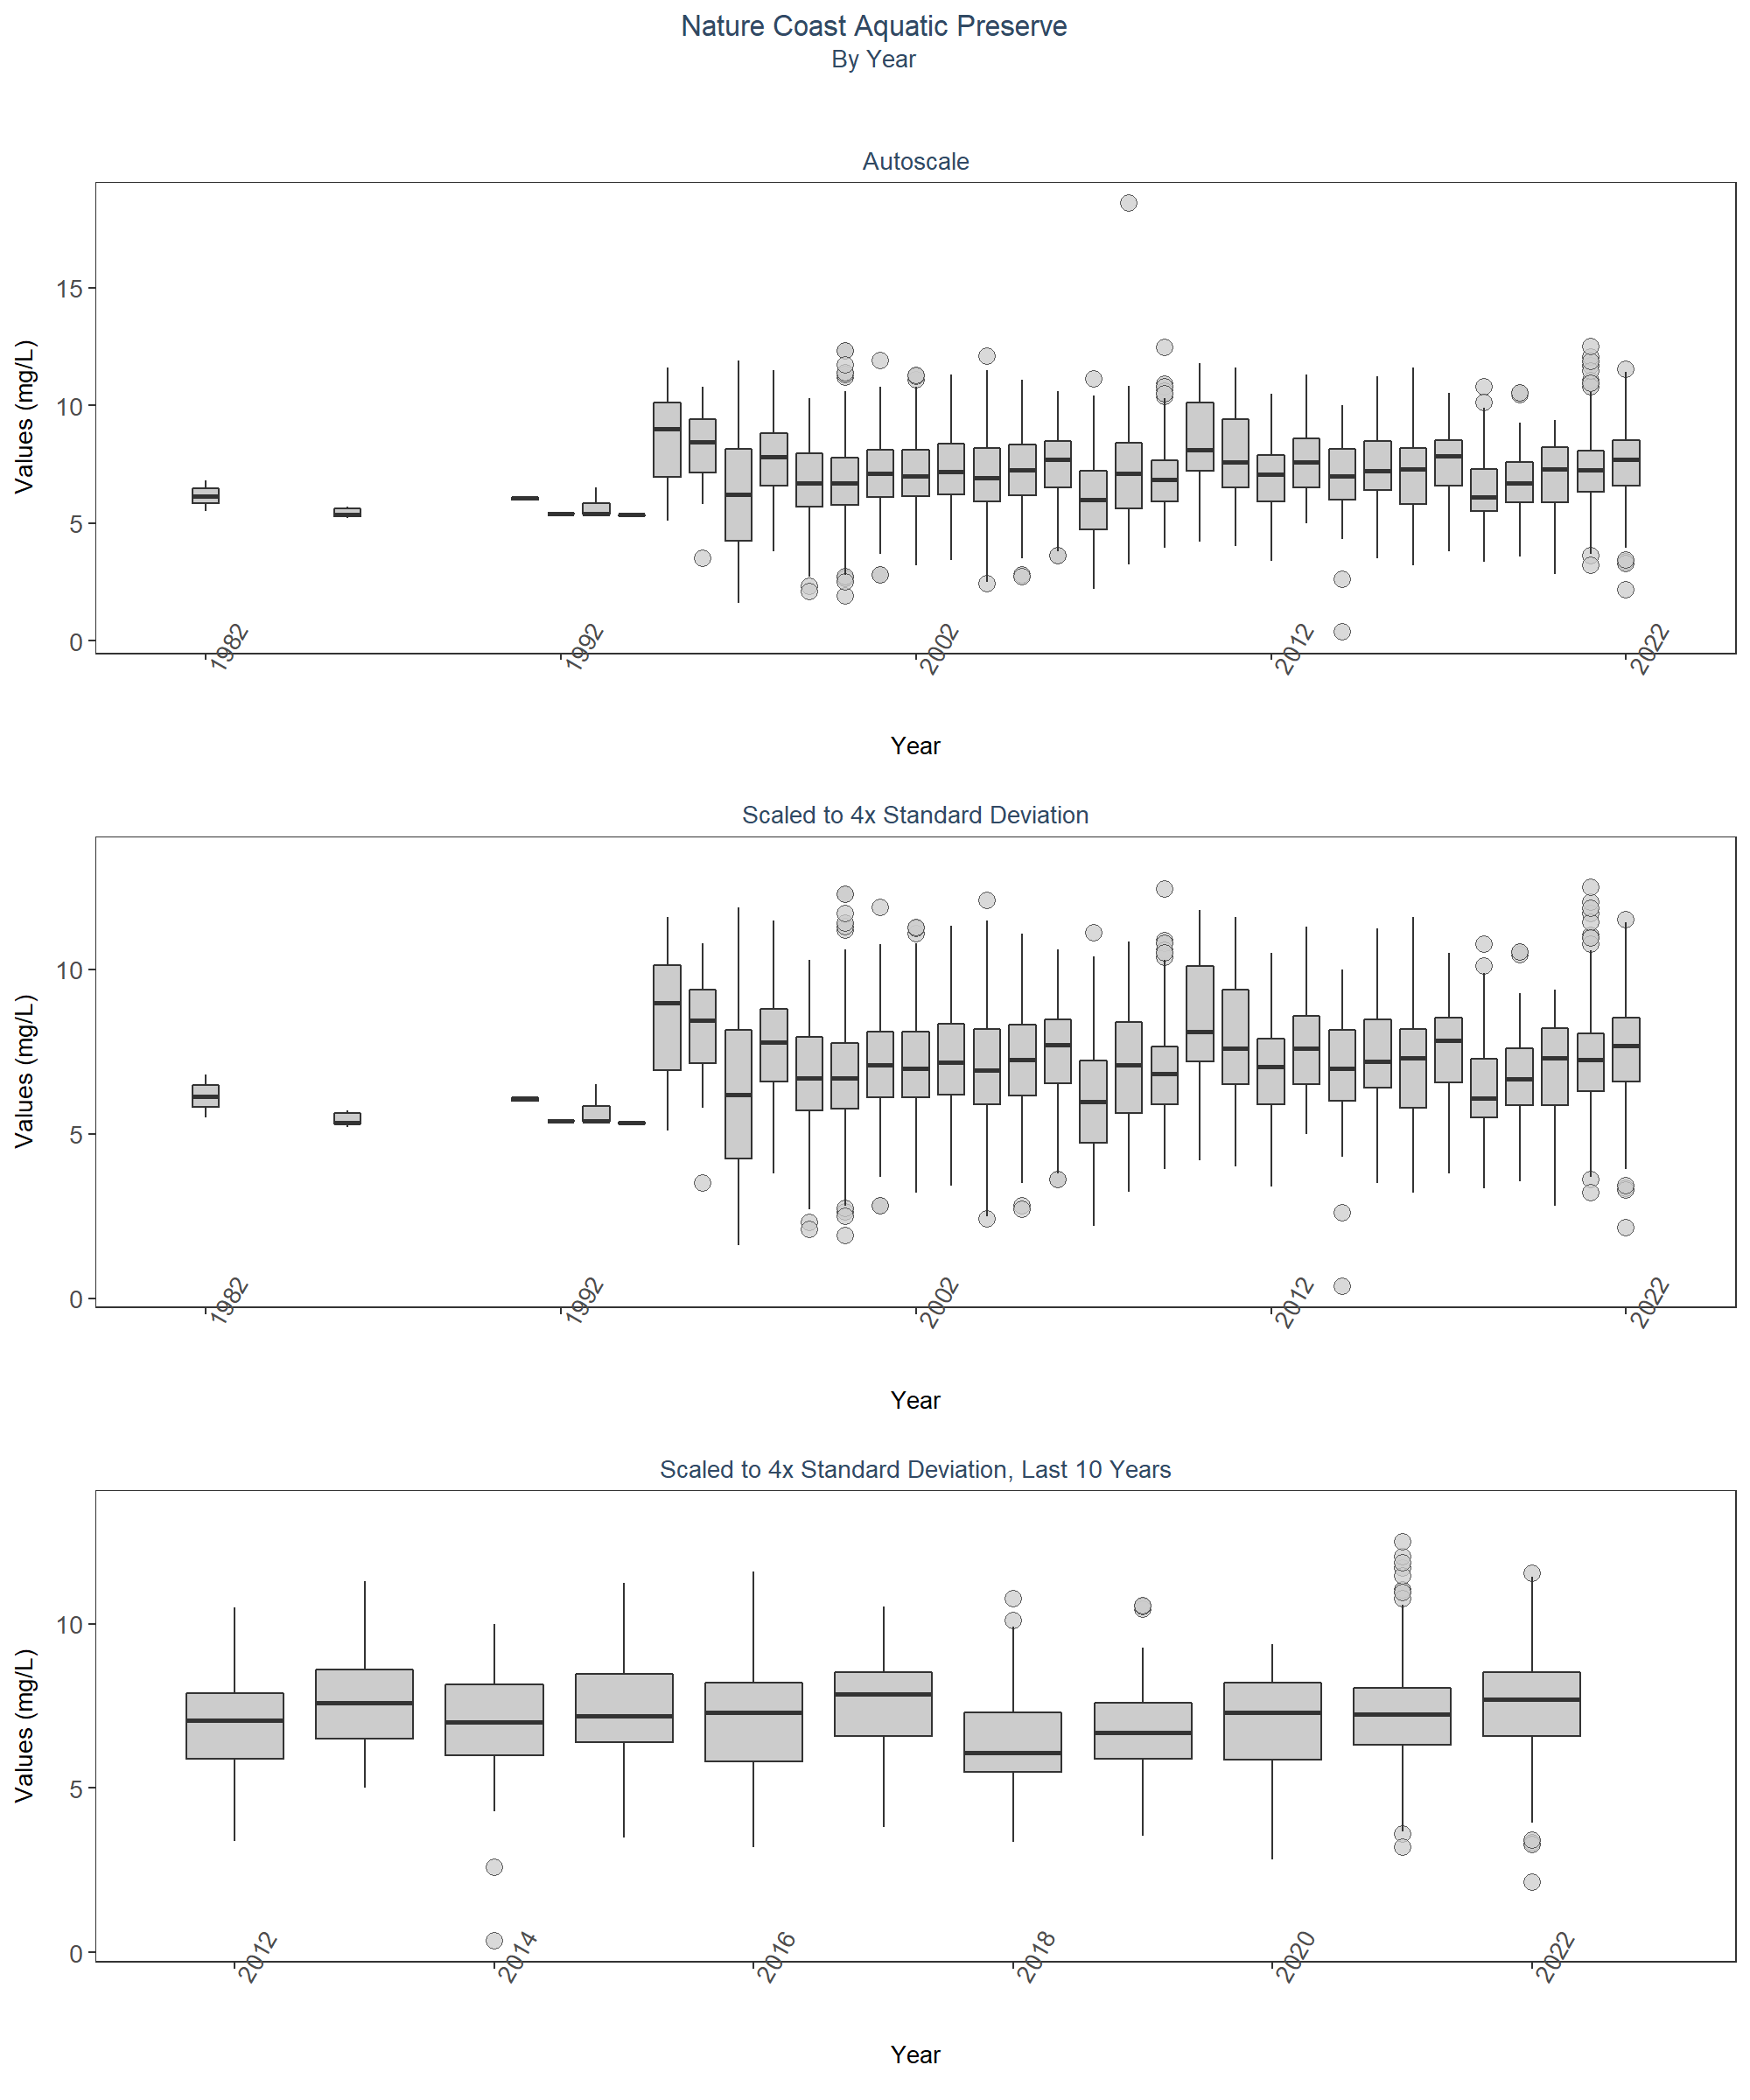 Nature Coast Aquatic Preserve
By Year
Autoscale
Values (mg/L)
15
10
5
0
1982
1992
2002
2012
2022
Year
Scaled to 4x Standard Deviation
Values (mg/L)
10
5
0
1982
1992
2002
2012
2022
Year
Scaled to 4x Standard Deviation, Last 10 Years
Values (mg/L)
10
5
0
2012
2014
2016
2018
2020
2022
Year